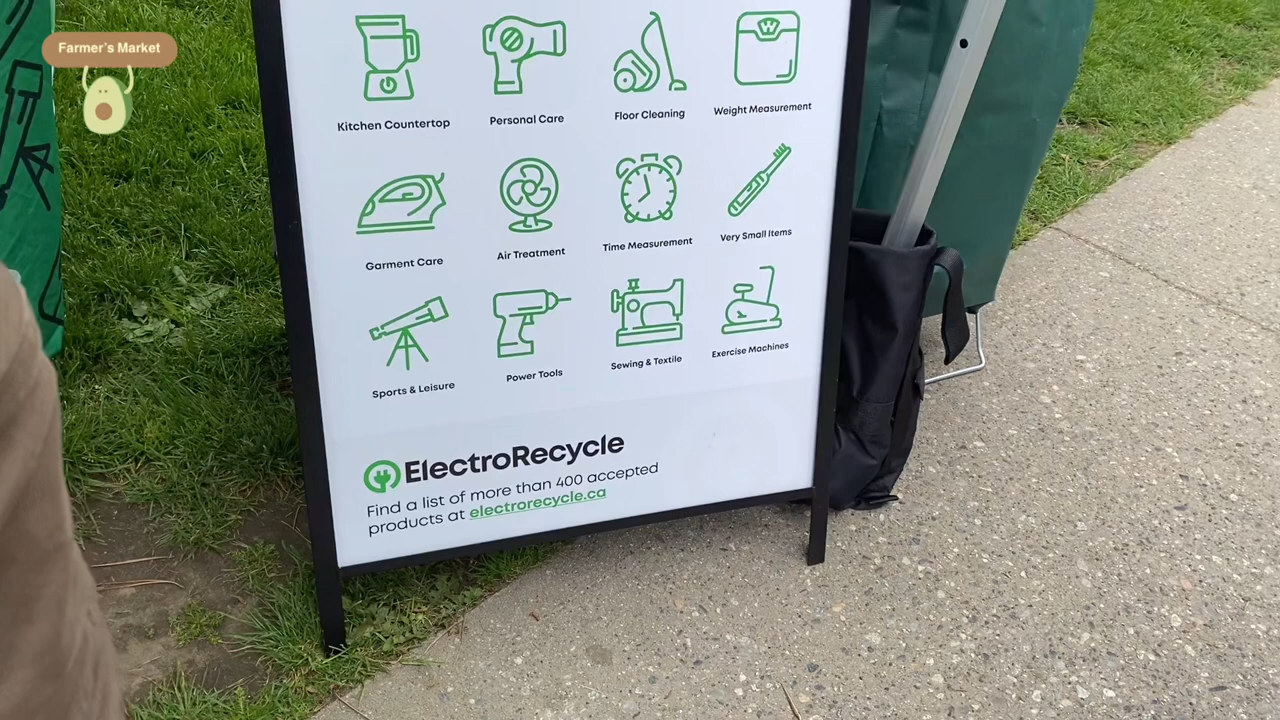 Farmer's Market
Kitchen Countertop
Personal Care
Floor Cleaning
Weight Measurement
W
Garment Care
Air Treatment
Time Measurement
Very Small Items
Sports & Leisure
Power Tools
Sewing & Textile
Exercise Machines
ElectroRecycle
Find a list of more than 400 accepted
products at electrorecycle.ca